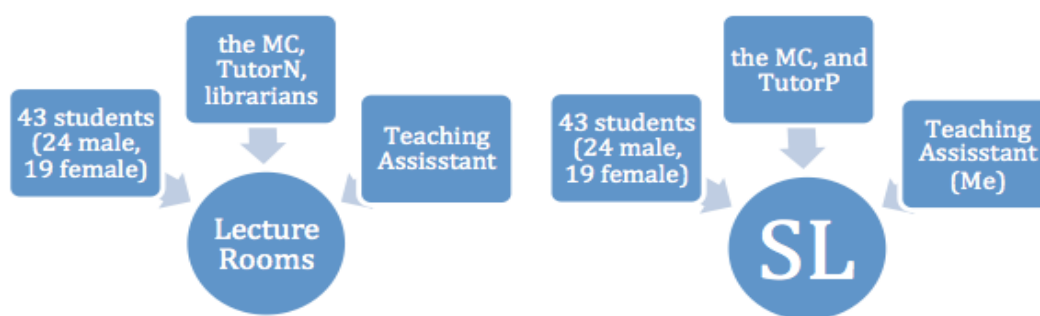 the MC,
TutorN,
librarians
43 students
(24 male,
19 female)
Teaching
Assisstant
Lecture
Rooms
the MC, and
TutorP
43 students
(24 male,
19 female)
Teaching
Assisstant
(Me)
SL